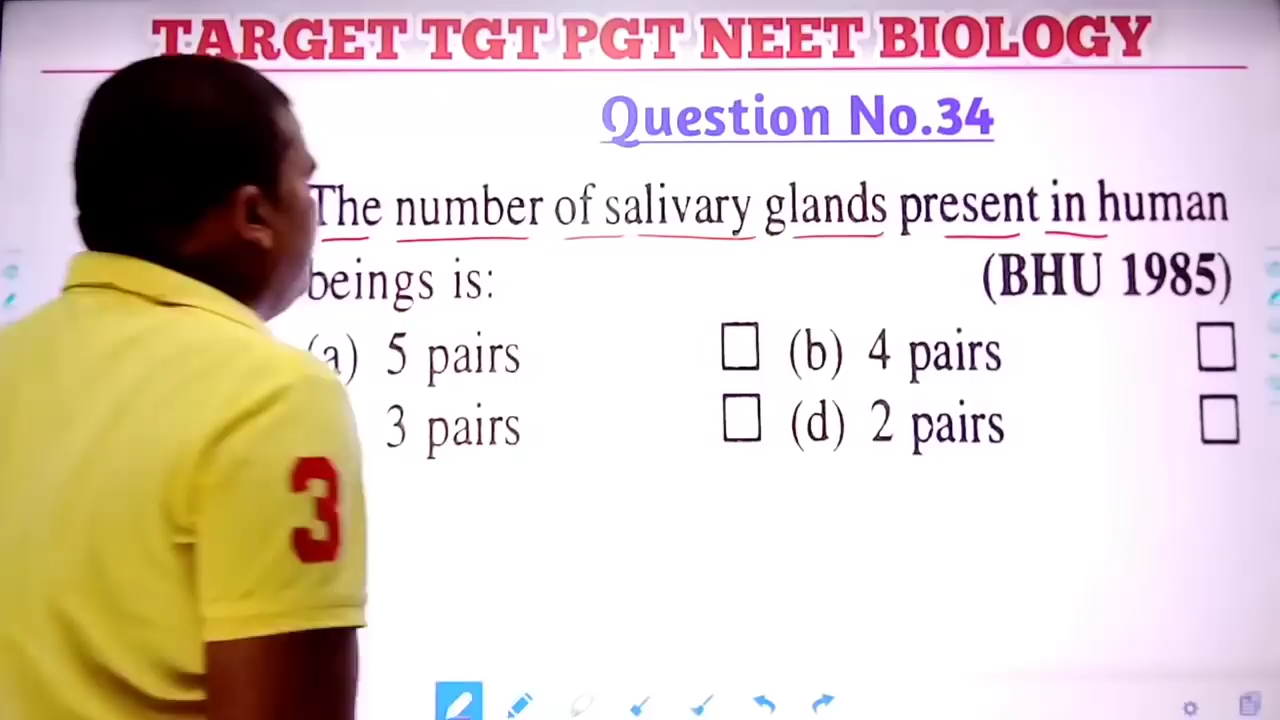 TARGET TGT PGT NEET BIOLOGY
Question No.34
The number of salivary glands present in human
beings is: (BHU 1985)
(a) 5 pairs (b) 4 pairs
3 pairs (d) 2 pairs
3